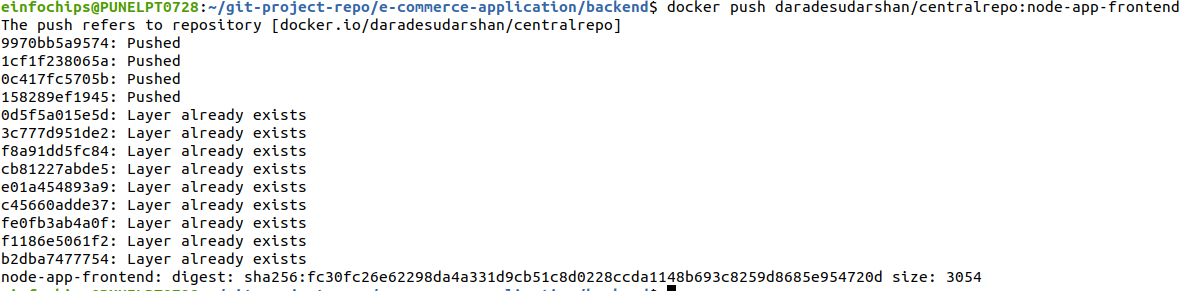 einfochips@PUNELPT0728:~/git-project-repo/e-commerce-application/backend$ docker push daradesudarshan/centralrepo:node-app-frontend
The push refers to repository [docker.io/daradesudarshan/centralrepo]
9970bb5a9574: Pushed
1cf1f238065a: Pushed
0c417fc5705b: Pushed
158289ef1945: Pushed
0d5f5a015e5d: Layer already exists
3c777d951de2: Layer already exists
f8a91dd5fc84: Layer already exists
cb81227abde5: Layer already exists
e01a454893a9: Layer already exists
c45660adde37: Layer already exists
fe0fb3ab4a0f: Layer already exists
f1186e5061f2: Layer already exists
b2dba7477754: Layer already exists
node-app-frontend: digest: sha256:fc30fc26e62298da4a331d9cb51c8d0228ccda1148b693c8259d8685e954720d size: 3054